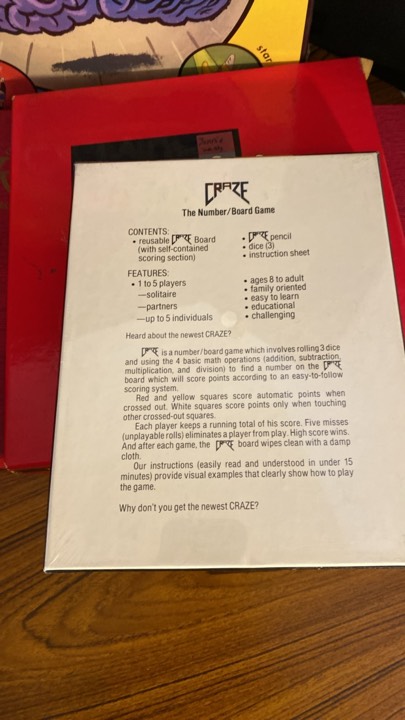 star
CRAZE
The Number/Board Game
CONTENTS:
• reusable CRAZE Board
(with self-contained
scoring section)
• CRAZE pencil
• dice (3)
• instruction sheet
FEATURES:
• 1 to 5 players
—solitaire
—partners
—up to 5 individuals
• ages 8 to adult
• family oriented
• easy to learn
• educational
• challenging
Heard about the newest CRAZE?
CRAZE is a number/board game which involves rolling 3 dice
and using the 4 basic math operations (addition, subtraction,
multiplication, and division) to find a number on the CRAZE
board which will score points according to an easy-to-follow
scoring system.
Red and yellow squares score automatic points when
crossed out. White squares score points only when touching
other crossed-out squares.
Each player keeps a running total of his score. Five misses
(unplayable rolls) eliminates a player from play. High score wins.
And after each game, the CRAZE board wipes clean with a damp
cloth.
Our instructions (easily read and understood in under 15
minutes) provide visual examples that clearly show how to play
the game.
Why don't you get the newest CRAZE?